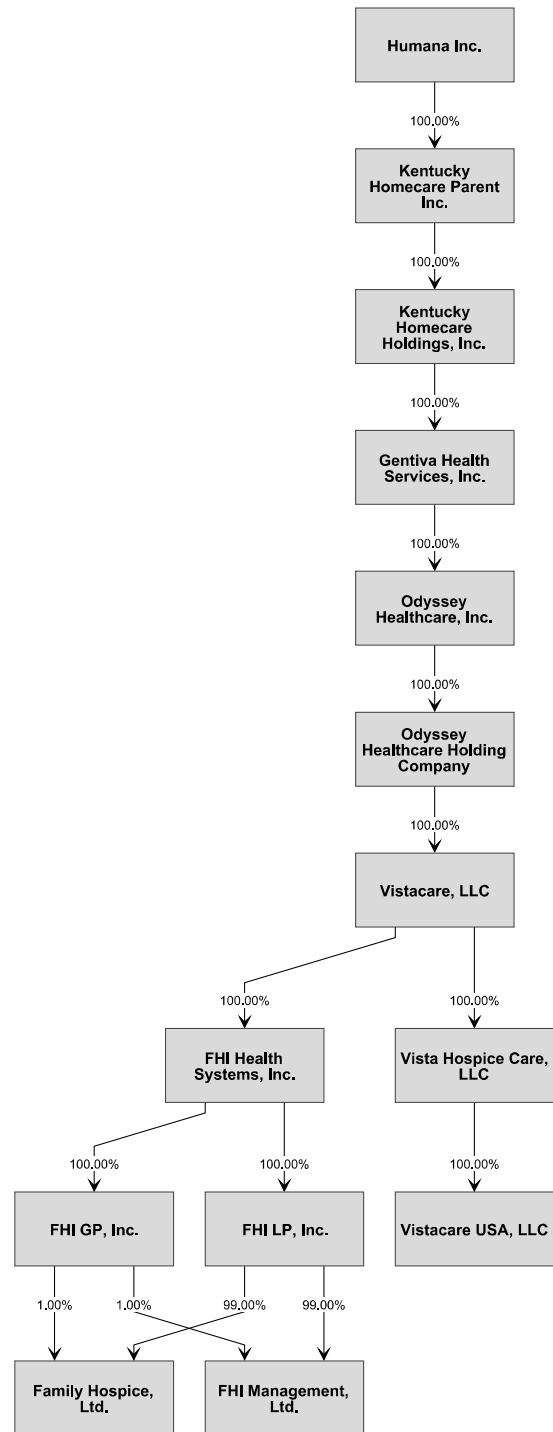 Humana Inc.
100.00%
Kentucky
Homecare Parent
Inc.
100.00%
Kentucky
Homecare
Holdings, Inc.
100.00%
Gentiva Health
Services, Inc.
100.00%
Odyssey
Healthcare, Inc.
100.00%
Odyssey
Healthcare Holding
Company
100.00%
Vistacare, LLC
100.00%
100.00%
FHI Health
Systems, Inc.
Vista Hospice Care,
LLC
100.00%
100.00%
100.00%
FHI GP, Inc.
FHI LP, Inc.
Vistacare USA, LLC
1.00%
1.00%
99.00%
99.00%
Family Hospice,
Ltd.
FHI Management,
Ltd.